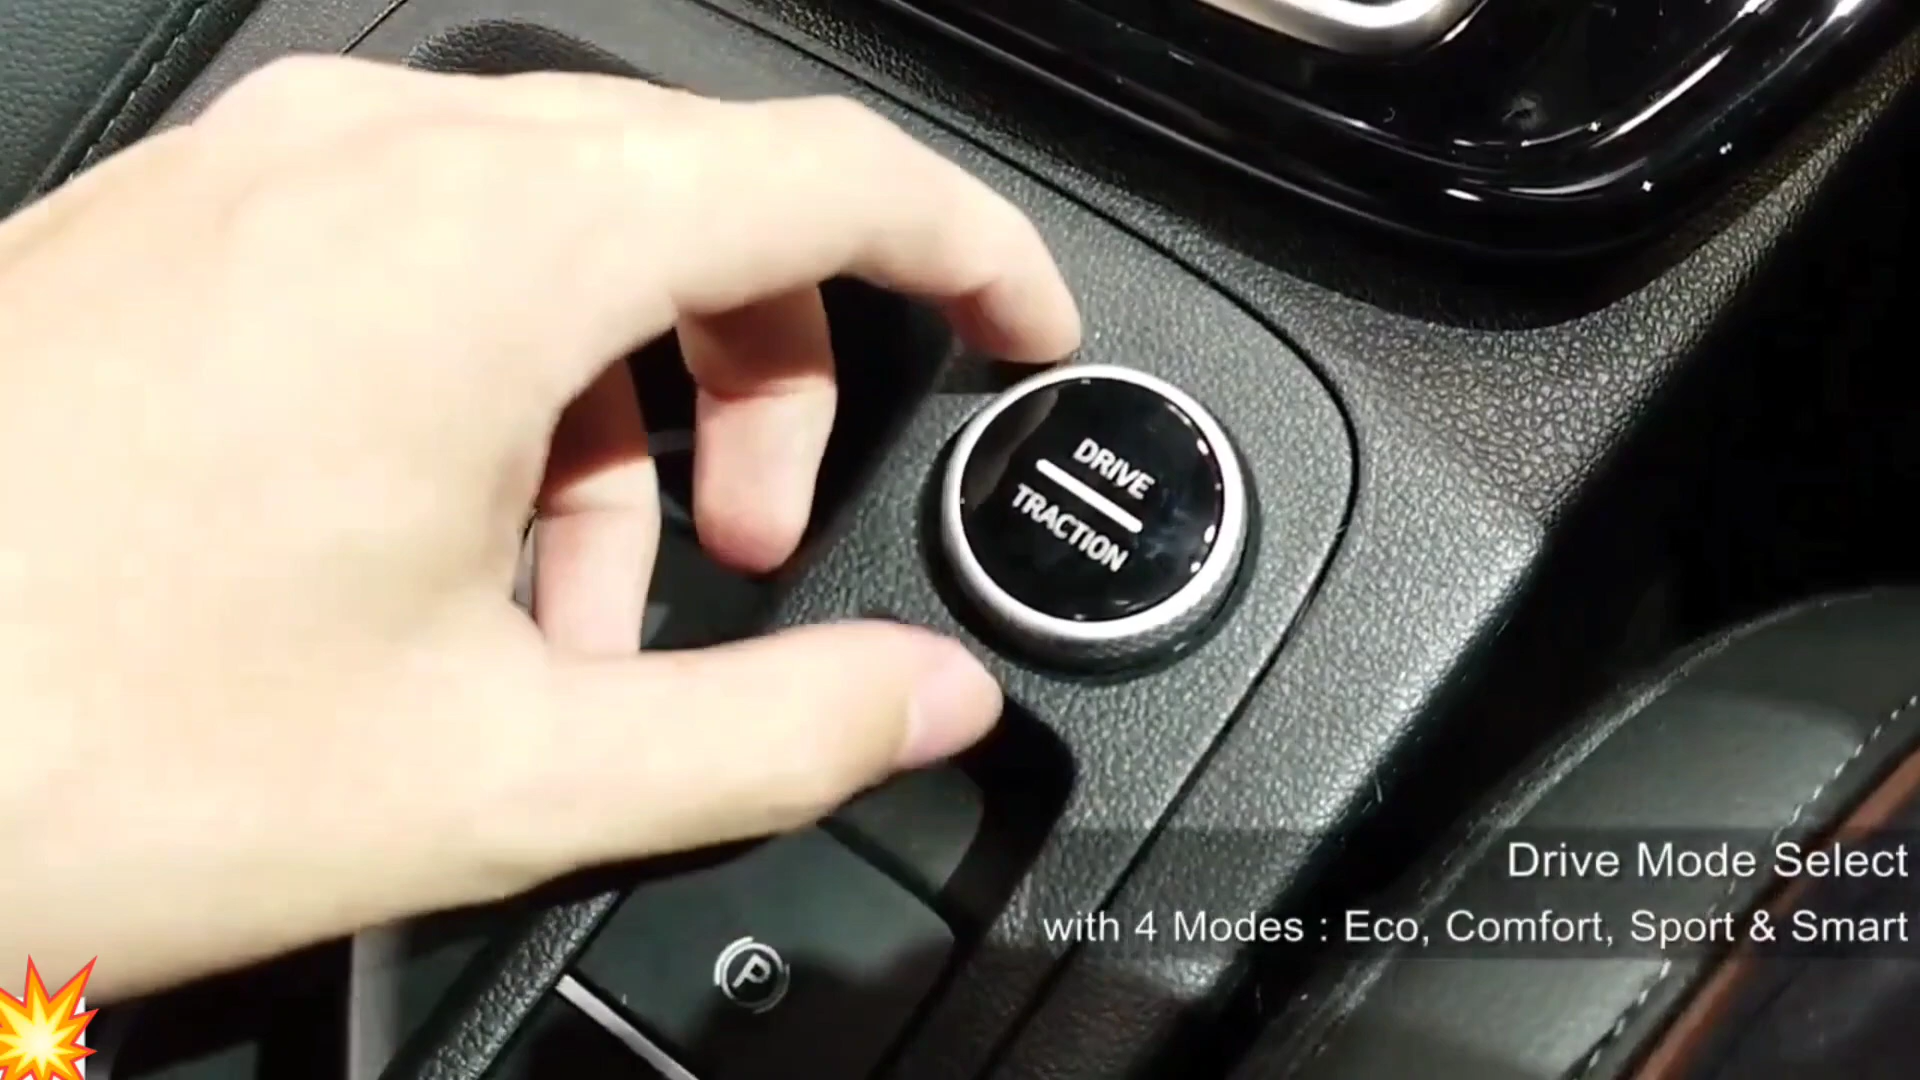 DRIVE
TRACTION
Drive Mode Select
with 4 Modes : Eco, Comfort, Sport & Smart
P